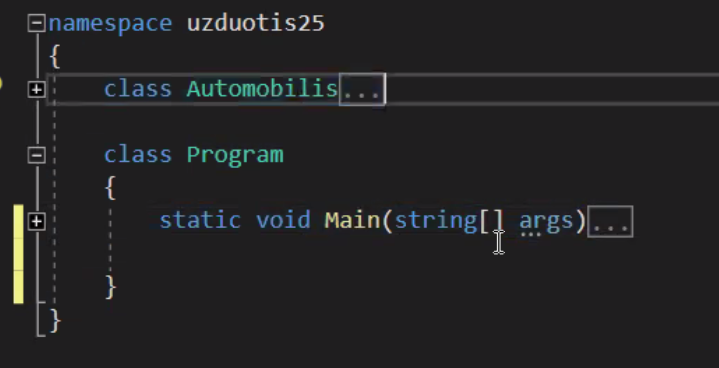 namespace uzduotis25
{
class Automobilis...
class Program
{
static void Main(string[] args)...
}
}